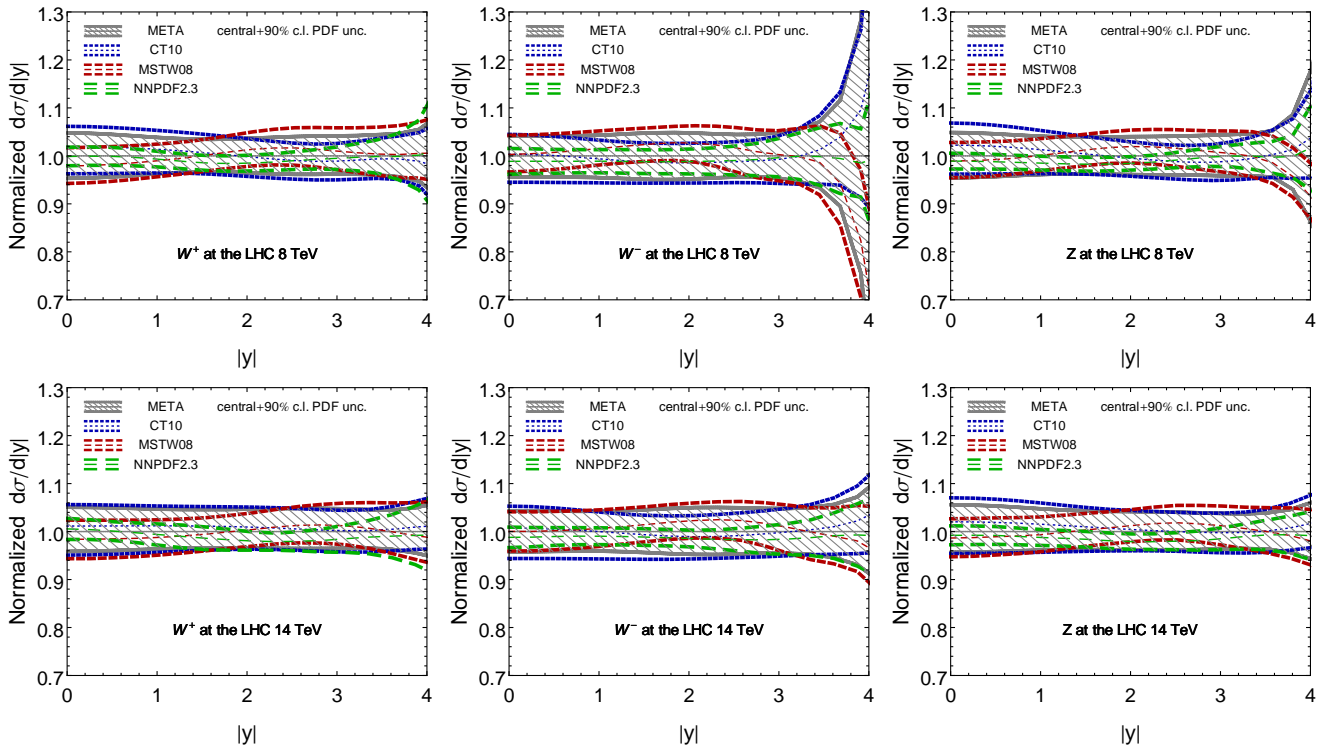 1.3
1.2
1.1
1.0
0.9
0.8
0.7
Normalized dσ/d|y|
META central+90% c.l. PDF unc.
CT10
MSTW08
NNPDF2.3
W+ at the LHC 8 TeV
0 1 2 3 4
|y|
1.3
1.2
1.1
1.0
0.9
0.8
0.7
Normalized dσ/d|y|
META central+90% c.l. PDF unc.
CT10
MSTW08
NNPDF2.3
W− at the LHC 8 TeV
0 1 2 3 4
|y|
1.3
1.2
1.1
1.0
0.9
0.8
0.7
Normalized dσ/d|y|
META central+90% c.l. PDF unc.
CT10
MSTW08
NNPDF2.3
Z at the LHC 8 TeV
0 1 2 3 4
|y|
1.3
1.2
1.1
1.0
0.9
0.8
0.7
Normalized dσ/d|y|
META central+90% c.l. PDF unc.
CT10
MSTW08
NNPDF2.3
W+ at the LHC 14 TeV
0 1 2 3 4
|y|
1.3
1.2
1.1
1.0
0.9
0.8
0.7
Normalized dσ/d|y|
META central+90% c.l. PDF unc.
CT10
MSTW08
NNPDF2.3
W− at the LHC 14 TeV
0 1 2 3 4
|y|
1.3
1.2
1.1
1.0
0.9
0.8
0.7
Normalized dσ/d|y|
META central+90% c.l. PDF unc.
CT10
MSTW08
NNPDF2.3
Z at the LHC 14 TeV
0 1 2 3 4
|y|